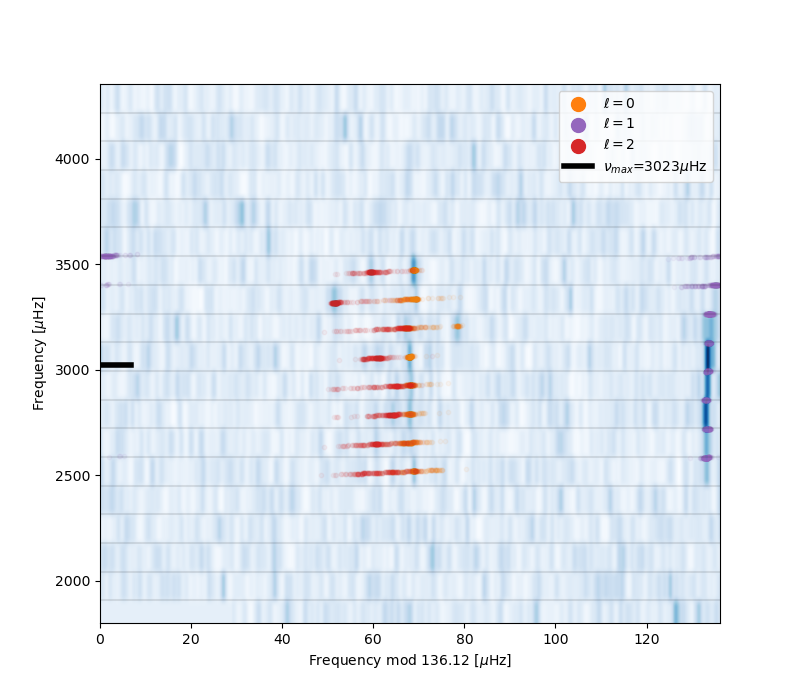 ℓ = 0
ℓ = 1
ℓ = 2
ν_max=3023μHz
4000
3500
3000
2500
2000
Frequency [μHz]
0 20 40 60 80 100 120
Frequency mod 136.12 [μHz]